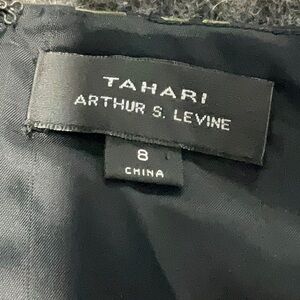 TAHARI
ARTHUR S. LEVINE
8
CHINA